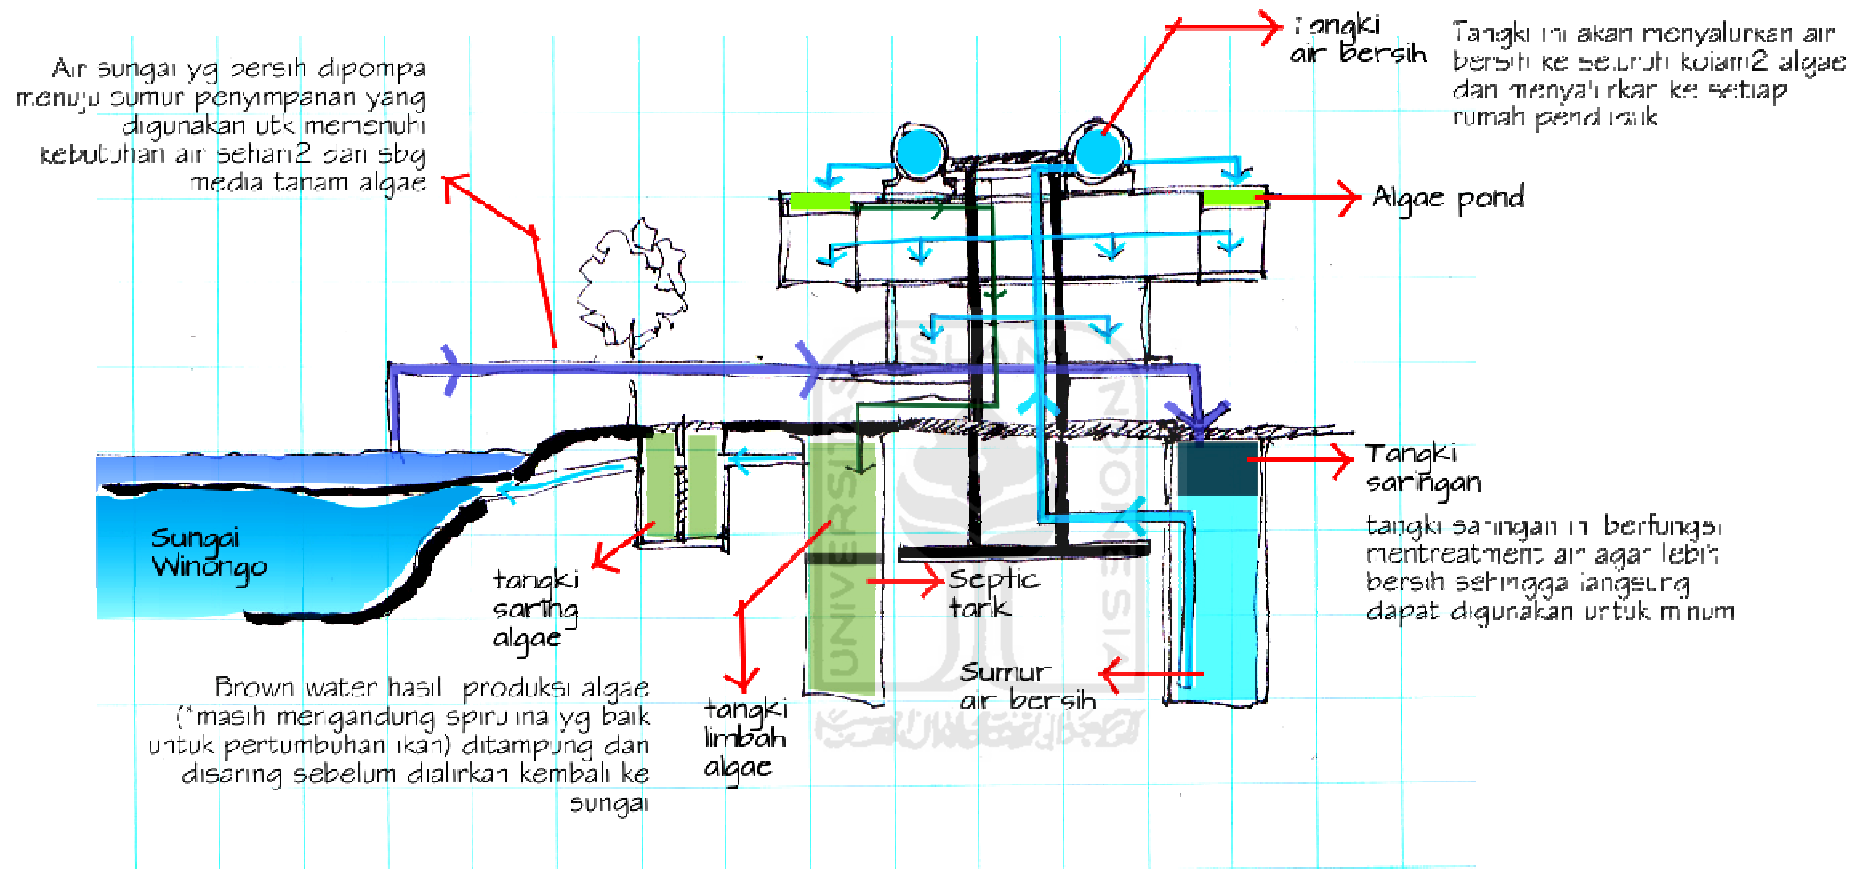 Air sungai yg bersih dipompa
menuju sumur penyimpanan yang
digunakan utk memenuhi
kebutuhan air sehari2 dan sbg
media tanam algae
Tangki
air bersih
Tangki ini akan menyalurkan air
bersih ke seluruh kolam2 algae
dan menyalurkan ke setiap
rumah penduduk
Algae pond
Tangki
saringan
tangki saringan ini berfungsi
mentreatment air agar lebih
bersih sehingga langsung
dapat digunakan untuk minum
Sungai
Winongo
tangki
saring
algae
Septic
tank
Sumur
air bersih
tangki
limbah
algae
Brown water hasil produksi algae
(*masih mengandung spirulina yg baik
untuk pertumbuhan ikan) ditampung dan
disaring sebelum dialirkan kembali ke
sungai
UNIVERSITAS
ISLAM
INDONESIA